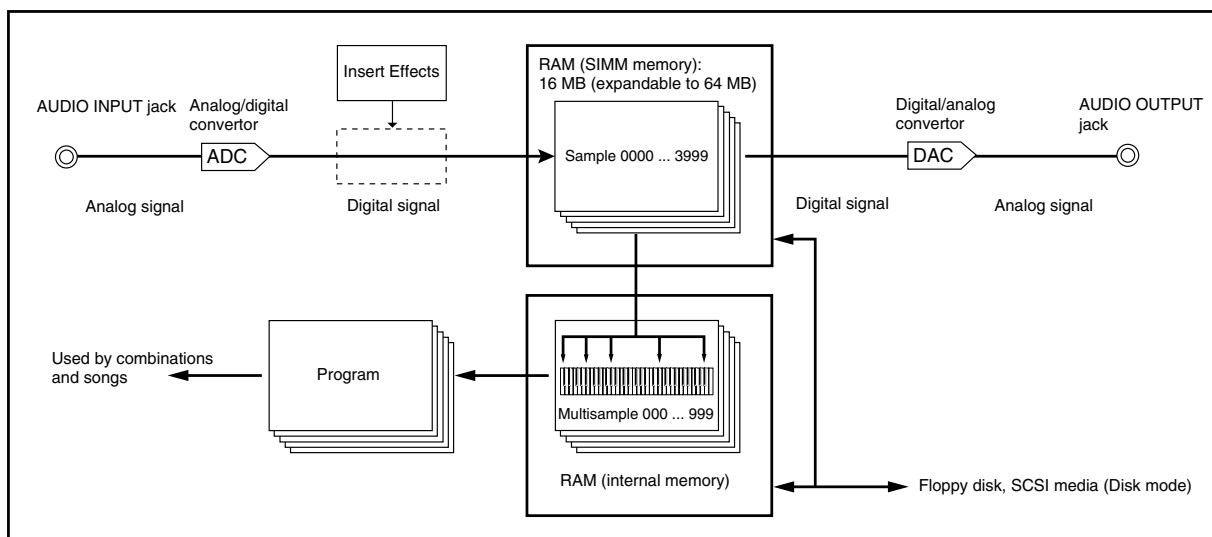 Insert Effects
RAM (SIMM memory):
16 MB (expandable to 64 MB)
AUDIO INPUT jack
Analog/digital
convertor
ADC
Sample 0000 ... 3999
Digital/analog
convertor
DAC
AUDIO OUTPUT
jack
Analog signal
Digital signal
Digital signal
Analog signal
Used by combinations
and songs
Program
Multisample 000 ... 999
RAM (internal memory)
Floppy disk, SCSI media (Disk mode)